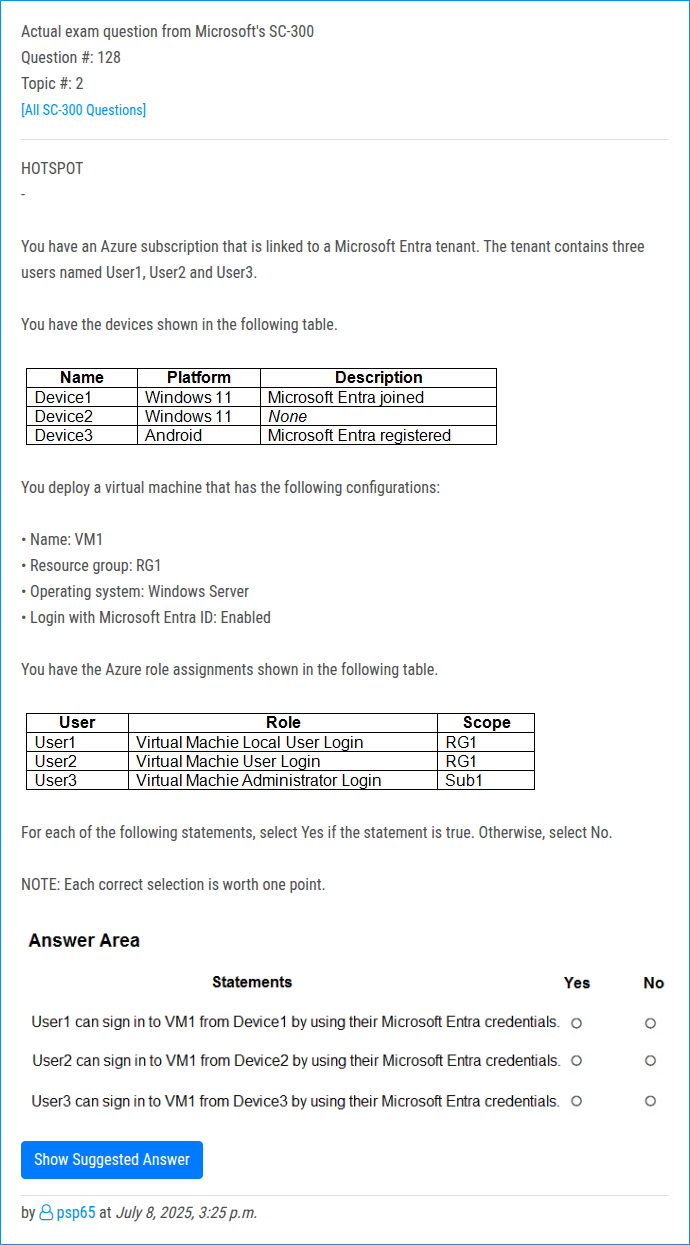 Actual exam question from Microsoft's SC-300
Question #: 128
Topic #: 2
[All SC-300 Questions]
HOTSPOT
-
You have an Azure subscription that is linked to a Microsoft Entra tenant. The tenant contains three
users named User1, User2 and User3.
You have the devices shown in the following table.
Name Platform Description
Device1 Windows 11 Microsoft Entra joined
Device2 Windows 11 None
Device3 Android Microsoft Entra registered
You deploy a virtual machine that has the following configurations:
• Name: VM1
• Resource group: RG1
• Operating system: Windows Server
• Login with Microsoft Entra ID: Enabled
You have the Azure role assignments shown in the following table.
User Role Scope
User1 Virtual Machie Local User Login RG1
User2 Virtual Machie User Login RG1
User3 Virtual Machie Administrator Login Sub1
For each of the following statements, select Yes if the statement is true. Otherwise, select No.
NOTE: Each correct selection is worth one point.
Answer Area
Statements Yes No
User1 can sign in to VM1 from Device1 by using their Microsoft Entra credentials.
User2 can sign in to VM1 from Device2 by using their Microsoft Entra credentials.
User3 can sign in to VM1 from Device3 by using their Microsoft Entra credentials.
Show Suggested Answer
by psp65 at July 8, 2025, 3:25 p.m.